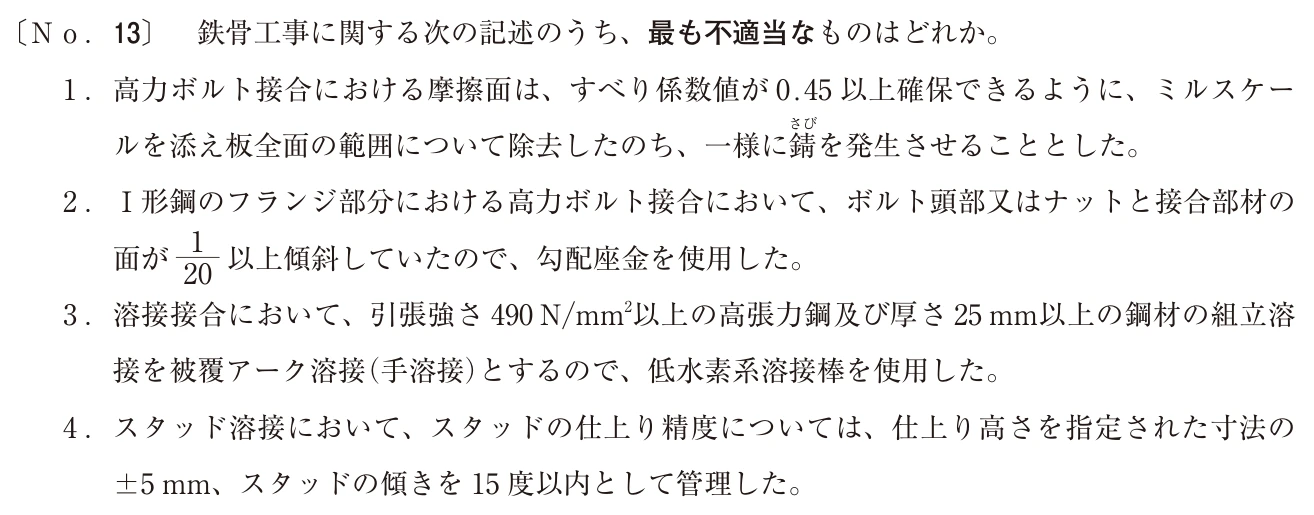 〔Ｎｏ．13〕　鉄骨工事に関する次の記述のうち、最も不適当なものはどれか。
1．高力ボルト接合における摩擦面は、すべり係数値が0.45以上確保できるように、ミルスケー
ルを添え板全面の範囲について除去したのち、一様に錆(さび)を発生させることとした。
2．Ｉ形鋼のフランジ部分における高力ボルト接合において、ボルト頭部又はナットと接合部材の
面が1/20以上傾斜していたので、勾配座金を使用した。
3．溶接接合において、引張強さ490 N/mm²以上の高張力鋼及び厚さ25 mm以上の鋼材の組立溶
接を被覆アーク溶接(手溶接)とするので、低水素系溶接棒を使用した。
4．スタッド溶接において、スタッドの仕上り精度については、仕上り高さを指定された寸法の
±5 mm、スタッドの傾きを15度以内として管理した。